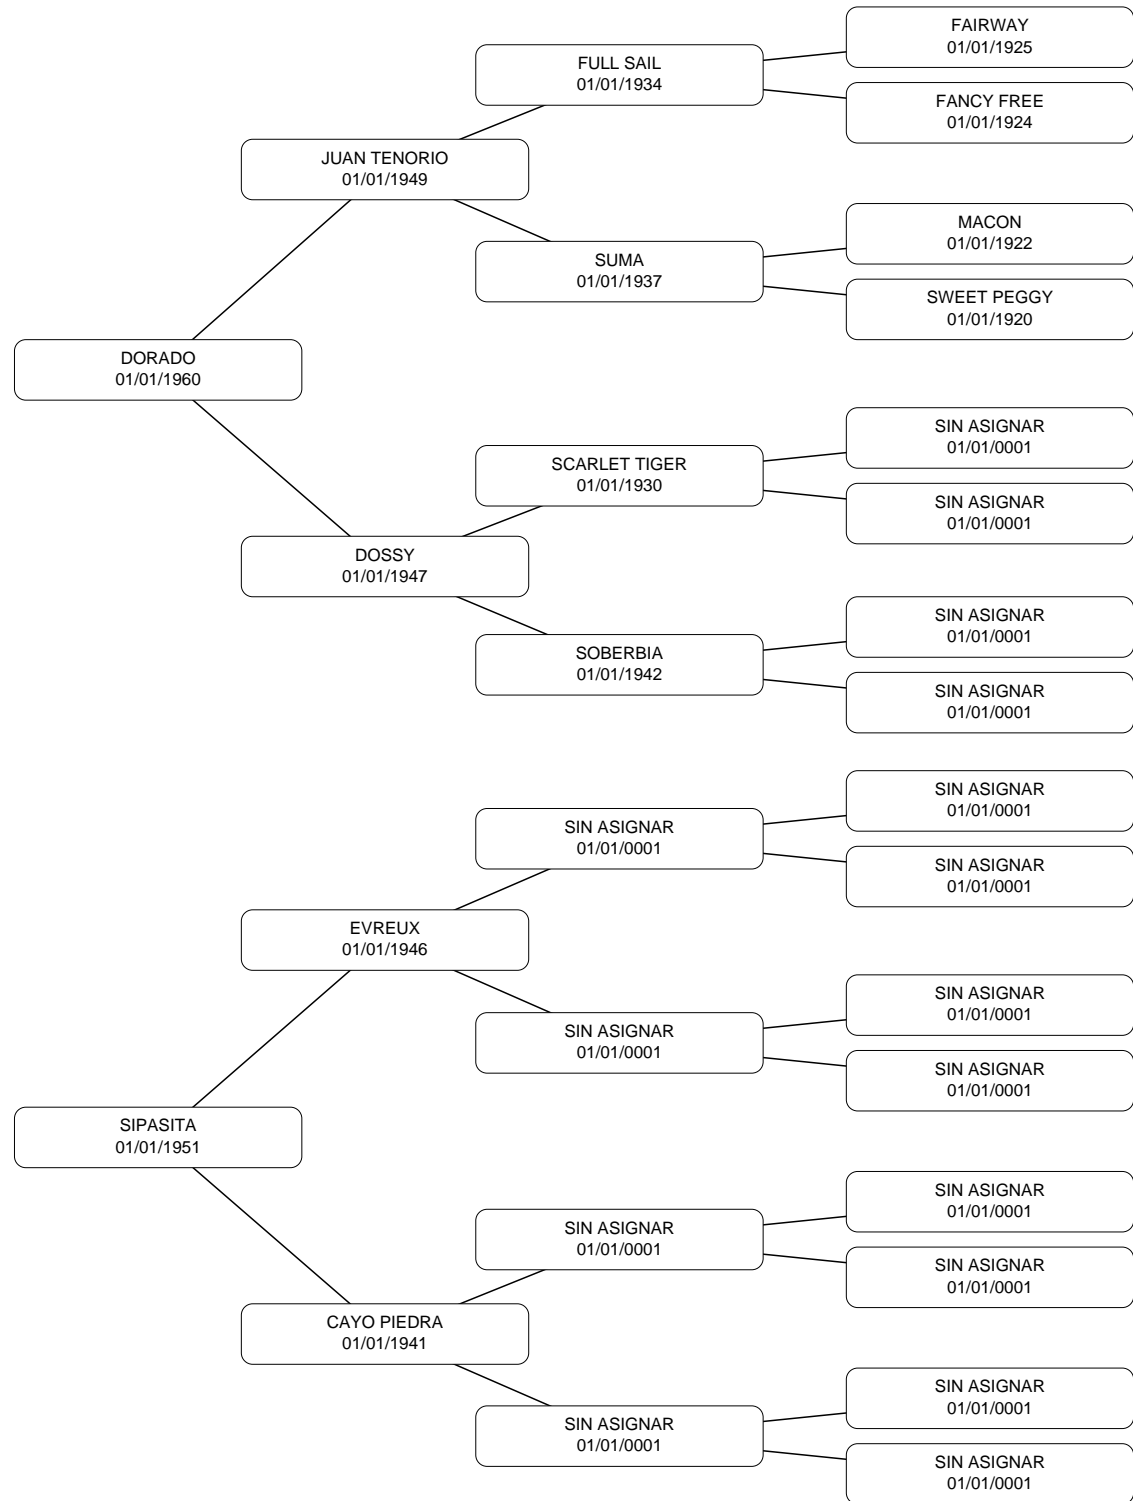 FAIRWAY
01/01/1925
FULL SAIL
01/01/1934
FANCY FREE
01/01/1924
JUAN TENORIO
01/01/1949
MACON
01/01/1922
SUMA
01/01/1937
SWEET PEGGY
01/01/1920
DORADO
01/01/1960
SIN ASIGNAR
01/01/0001
SCARLET TIGER
01/01/1930
SIN ASIGNAR
01/01/0001
DOSSY
01/01/1947
SIN ASIGNAR
01/01/0001
SOBERBIA
01/01/1942
SIN ASIGNAR
01/01/0001
SIN ASIGNAR
01/01/0001
SIN ASIGNAR
01/01/0001
SIN ASIGNAR
01/01/0001
EVREUX
01/01/1946
SIN ASIGNAR
01/01/0001
SIN ASIGNAR
01/01/0001
SIN ASIGNAR
01/01/0001
SIPASITA
01/01/1951
SIN ASIGNAR
01/01/0001
SIN ASIGNAR
01/01/0001
SIN ASIGNAR
01/01/0001
CAYO PIEDRA
01/01/1941
SIN ASIGNAR
01/01/0001
SIN ASIGNAR
01/01/0001
SIN ASIGNAR
01/01/0001